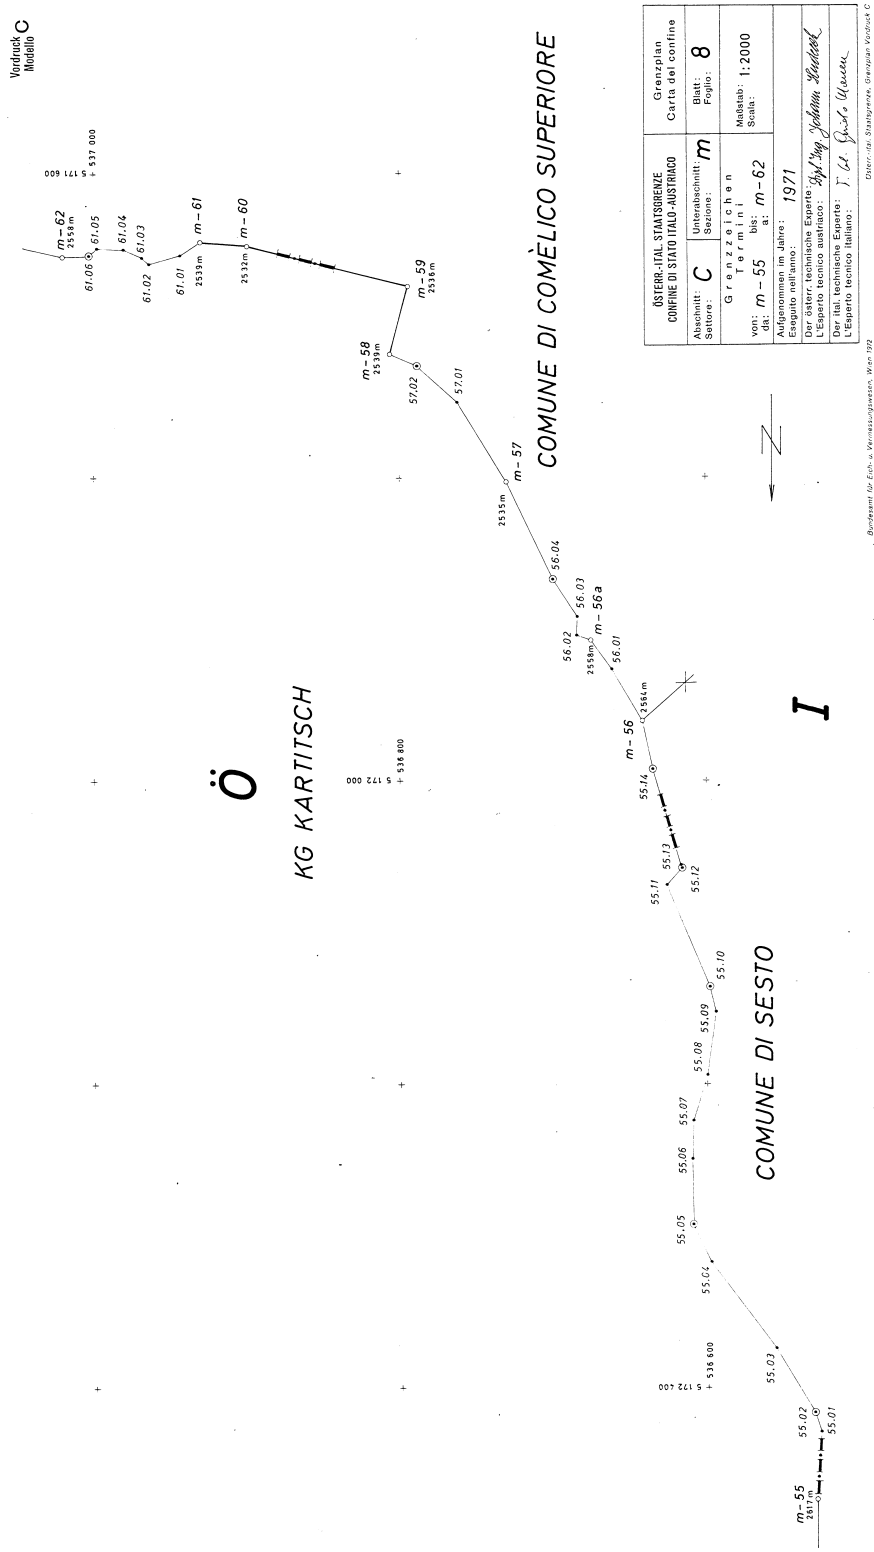 Vordruck C
Modello
ÖSTERR.-ITAL. STAATSGRENZE
CONFINE DI STATO ITALO-AUSTRIACO
Grenzplan
Carta del confine
Abschnitt: C
Settore:
Unterabschnitt: m
Sezione:
Blatt: 8
Foglio:
Grenzzeichen
Termini
von: m-55 bis: m-62
da: a:
Maßstab: 1:2000
Scala:
Aufgenommen im Jahre: 1971
Eseguito nell'anno:
Der österr. technische Experte: Dipl. Ing. Johann
L'Esperto tecnico austriaco:
Der ital. technische Experte: Guido
L'Esperto tecnico italiano:
Österr.-ital. Staatsgrenze, Grenzplan Vordruck C
Bundesamt für Eich- u. Vermessungswesen, Wien 1972
N
COMUNE DI COMÈLICO SUPERIORE
COMUNE DI SESTO
KG KARTITSCH
Ö
I
5 171 600
537 000
5 172 000
536 800
5 172 400
536 600
m-62
2558m
61.06
61.05
61.04
61.03
61.02
61.01
m-61
2539m
m-60
2532m
m-59
2536m
m-58
2539m
57.02
57.01
m-57
2535m
56.04
56.03
56.02
m-56a
2558m
56.01
m-56
2564m
55.14
55.13
55.12
55.11
55.10
55.09
55.08
55.07
55.06
55.05
55.04
55.03
55.02
55.01
m-55
2617m